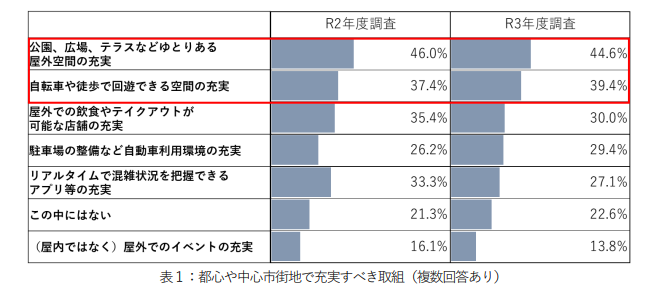 R2年度調査 R3年度調査
公園、広場、テラスなどゆとりある
屋外空間の充実 46.0% 44.6%
自転車や徒歩で回遊できる空間の充実 37.4% 39.4%
屋外での飲食やテイクアウトが
可能な店舗の充実 35.4% 30.0%
駐車場の整備など自動車利用環境の充実 26.2% 29.4%
リアルタイムで混雑状況を把握できる
アプリ等の充実 33.3% 27.1%
この中にはない 21.3% 22.6%
（屋内ではなく）屋外でのイベントの充実 16.1% 13.8%
表１：都心や中心市街地で充実すべき取組（複数回答あり）